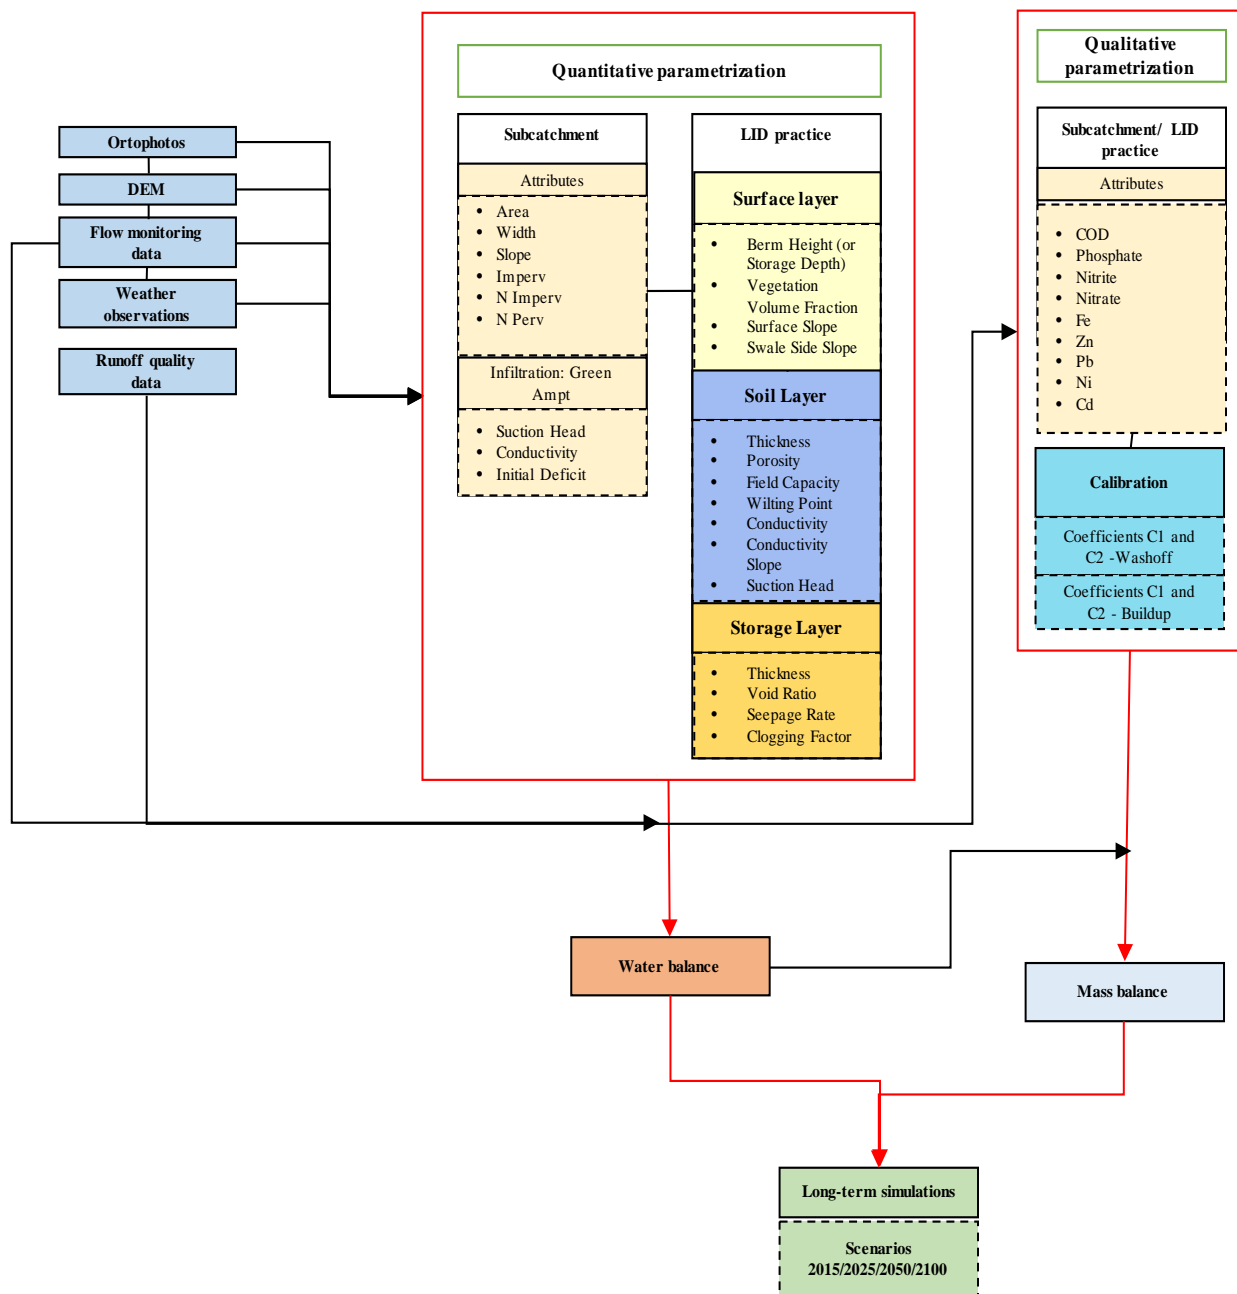 Ortophotos
DEM
Flow monitoring
data
Weather
observations
Runoff quality
data
Quantitative parametrization
Subcatchment
Attributes
• Area
• Width
• Slope
• Imperv
• N Imperv
• N Perv
Infiltration: Green
Ampt
• Suction Head
• Conductivity
• Initial Deficit
LID practice
Surface layer
• Berm Height (or
Storage Depth)
• Vegetation
Volume Fraction
• Surface Slope
• Swale Side Slope
Soil Layer
• Thickness
• Porosity
• Field Capacity
• Wilting Point
• Conductivity
• Conductivity
Slope
• Suction Head
Storage Layer
• Thickness
• Void Ratio
• Seepage Rate
• Clogging Factor
Qualitative
parametrization
Subcatchment/ LID
practice
Attributes
• COD
• Phosphate
• Nitrite
• Nitrate
• Fe
• Zn
• Pb
• Ni
• Cd
Calibration
Coefficients C1 and
C2 -Washoff
Coefficients C1 and
C2 - Buildup
Water balance
Mass balance
Long-term simulations
Scenarios
2015/2025/2050/2100